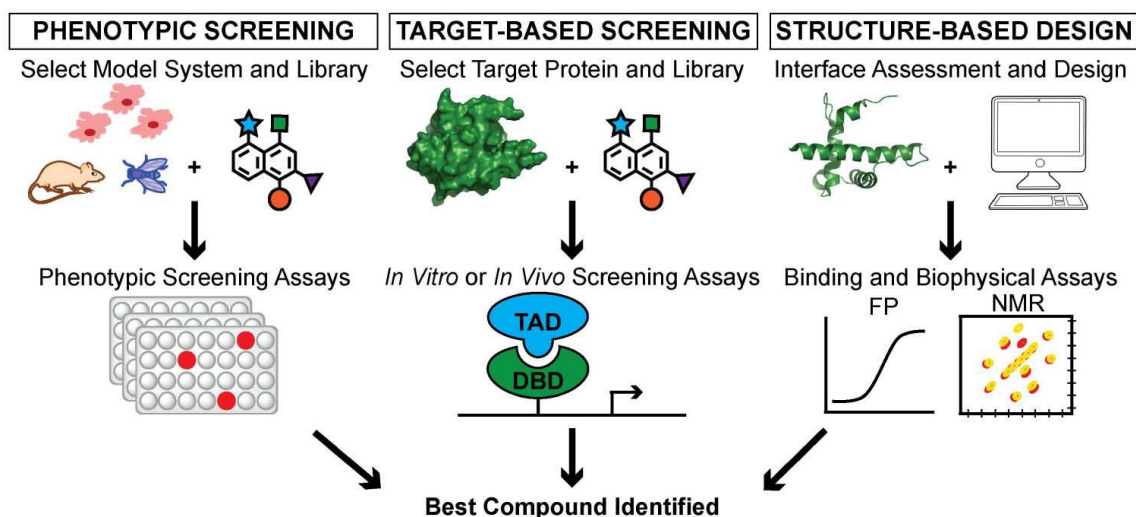 PHENOTYPIC SCREENING
Select Model System and Library
+
Phenotypic Screening Assays
TARGET-BASED SCREENING
Select Target Protein and Library
+
In Vitro or In Vivo Screening Assays
TAD
DBD
STRUCTURE-BASED DESIGN
Interface Assessment and Design
+
Binding and Biophysical Assays
FP
NMR
Best Compound Identified